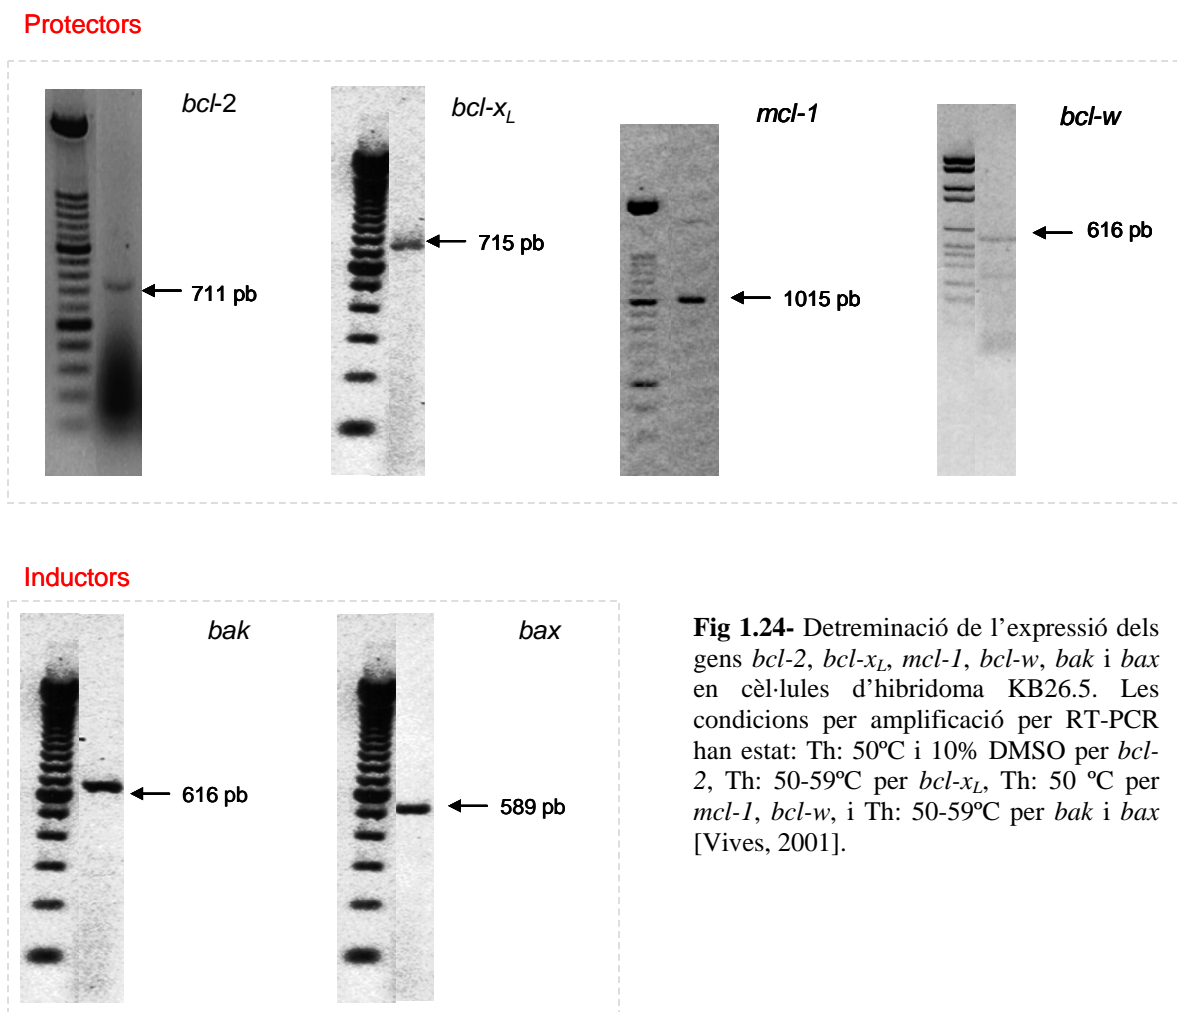 Protectors
bcl-2
bcl-xL
mcl-1
bcl-w
711 pb
715 pb
1015 pb
616 pb
Inductors
bak
bax
616 pb
589 pb
Fig 1.24- Detreminació de l'expressió dels
gens bcl-2, bcl-xL, mcl-1, bcl-w, bak i bax
en cèl·lules d'hibridoma KB26.5. Les
condicions per amplificació per RT-PCR
han estat: Th: 50ºC i 10% DMSO per bcl-
2, Th: 50-59ºC per bcl-xL, Th: 50 ºC per
mcl-1, bcl-w, i Th: 50-59ºC per bak i bax
[Vives, 2001].